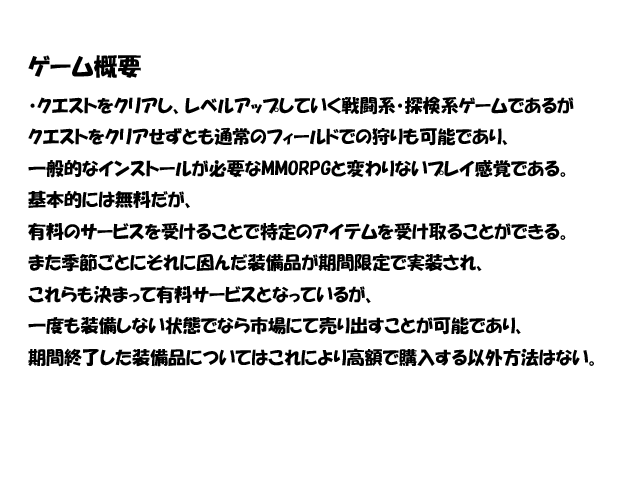 ゲーム概要
・クエストをクリアし、レベルアップしていく戦闘系・探検系ゲームであるが
クエストをクリアせずとも通常のフィールドでの狩りも可能であり、
一般的なインストールが必要なMMORPGと変わりないプレイ感覚である。
基本的には無料だが、
有料のサービスを受けることで特定のアイテムを受け取ることができる。
また季節ごとにそれに因んだ装備品が期間限定で実装され、
これらも決まって有料サービスとなっているが、
一度も装備しない状態でなら市場にて売り出すことが可能であり、
期間終了した装備品についてはこれにより高額で購入する以外方法はない。